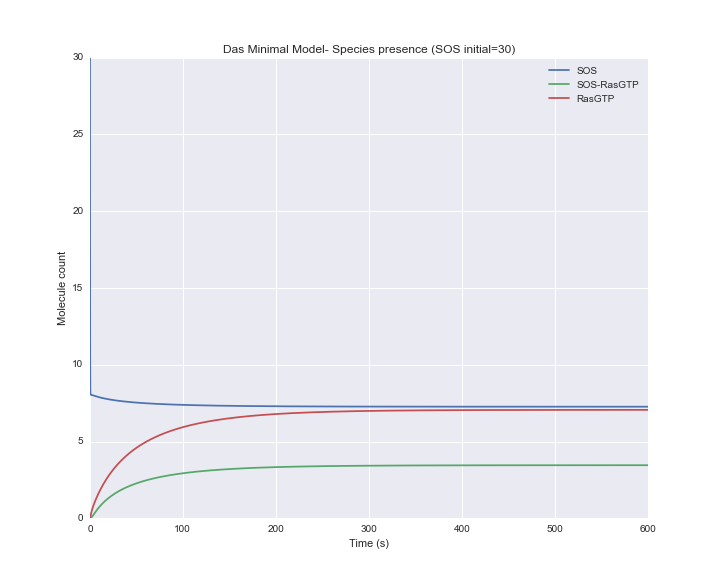 Das Minimal Model- Species presence (SOS initial=30)
SOS
SOS-RasGTP
RasGTP
Molecule count
30
25
20
15
10
5
0
0 100 200 300 400 500 600
Time (s)